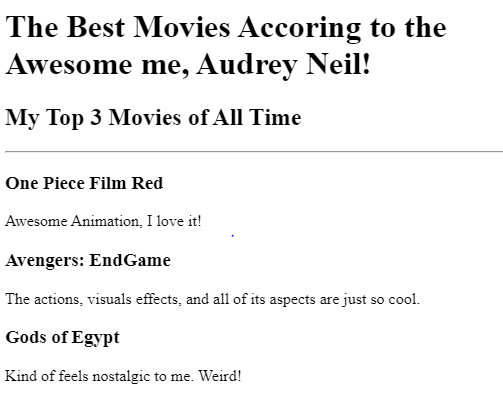 The Best Movies Accoring to the
Awesome me, Audrey Neil!
My Top 3 Movies of All Time
One Piece Film Red
Awesome Animation, I love it!
Avengers: EndGame
The actions, visuals effects, and all of its aspects are just so cool.
Gods of Egypt
Kind of feels nostalgic to me. Weird!